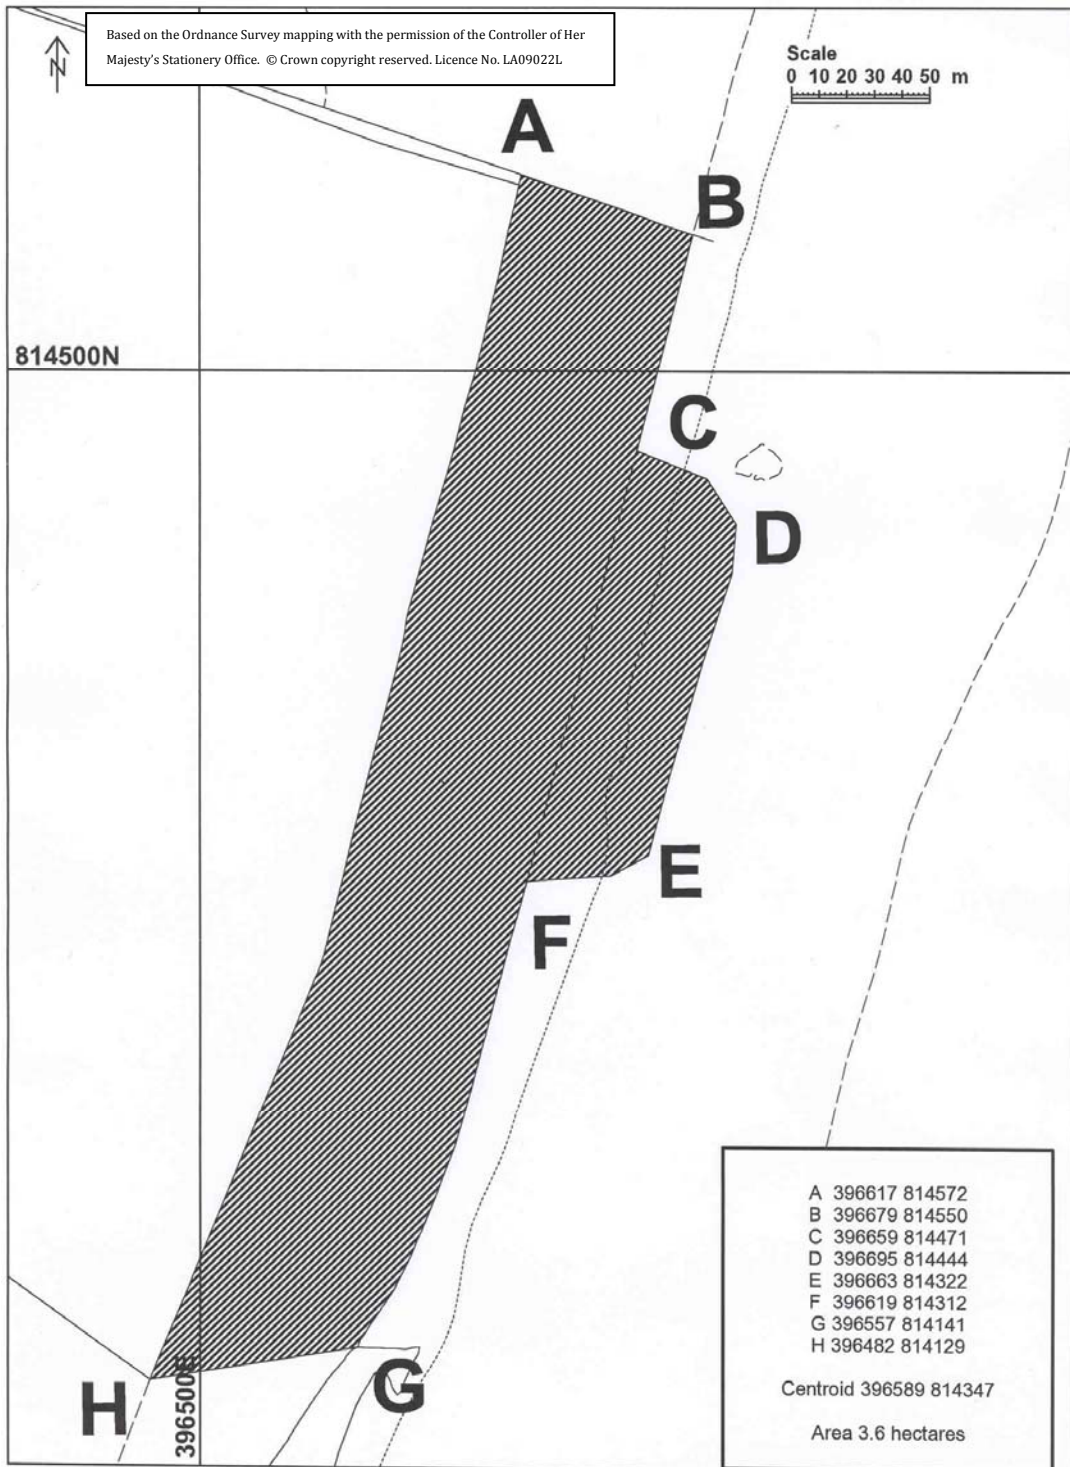 Based on the Ordnance Survey mapping with the permission of the Controller of Her
Majesty's Stationery Office. © Crown copyright reserved. Licence No. LA09022L
N
Scale
0 10 20 30 40 50 m
A
B
814500N
C
D
E
F
G
H
396500E
A 396617 814572
B 396679 814550
C 396659 814471
D 396695 814444
E 396663 814322
F 396619 814312
G 396557 814141
H 396482 814129
Centroid 396589 814347
Area 3.6 hectares